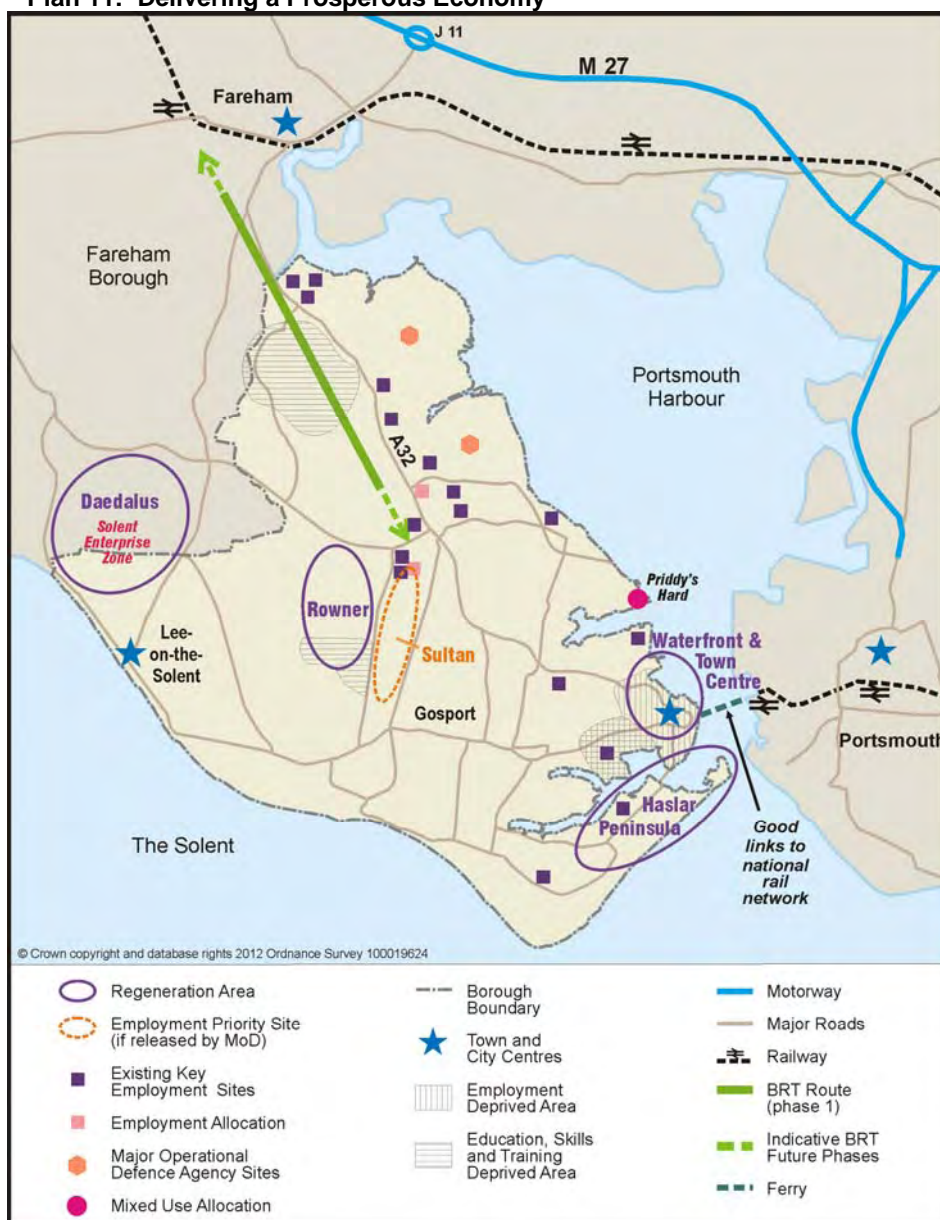 Plan 11: Delivering a Prosperous Economy
J 11
M 27
Fareham
Fareham
Borough
Portsmouth
Harbour
A32
Daedalus
Solent
Enterprise
Zone
Priddy's
Hard
Rowner
Lee-
on-the-
Solent
Sultan
Waterfront &
Town
Centre
Gosport
Portsmouth
Haslar
Peninsula
Good
links to
national
rail
network
The Solent
© Crown copyright and database rights 2012 Ordnance Survey 100019624
Regeneration Area
Employment Priority Site
(if released by MoD)
Existing Key
Employment Sites
Employment Allocation
Major Operational
Defence Agency Sites
Mixed Use Allocation
Borough
Boundary
Town and
City Centres
Employment
Deprived Area
Education, Skills
and Training
Deprived Area
Motorway
Major Roads
Railway
BRT Route
(phase 1)
Indicative BRT
Future Phases
Ferry